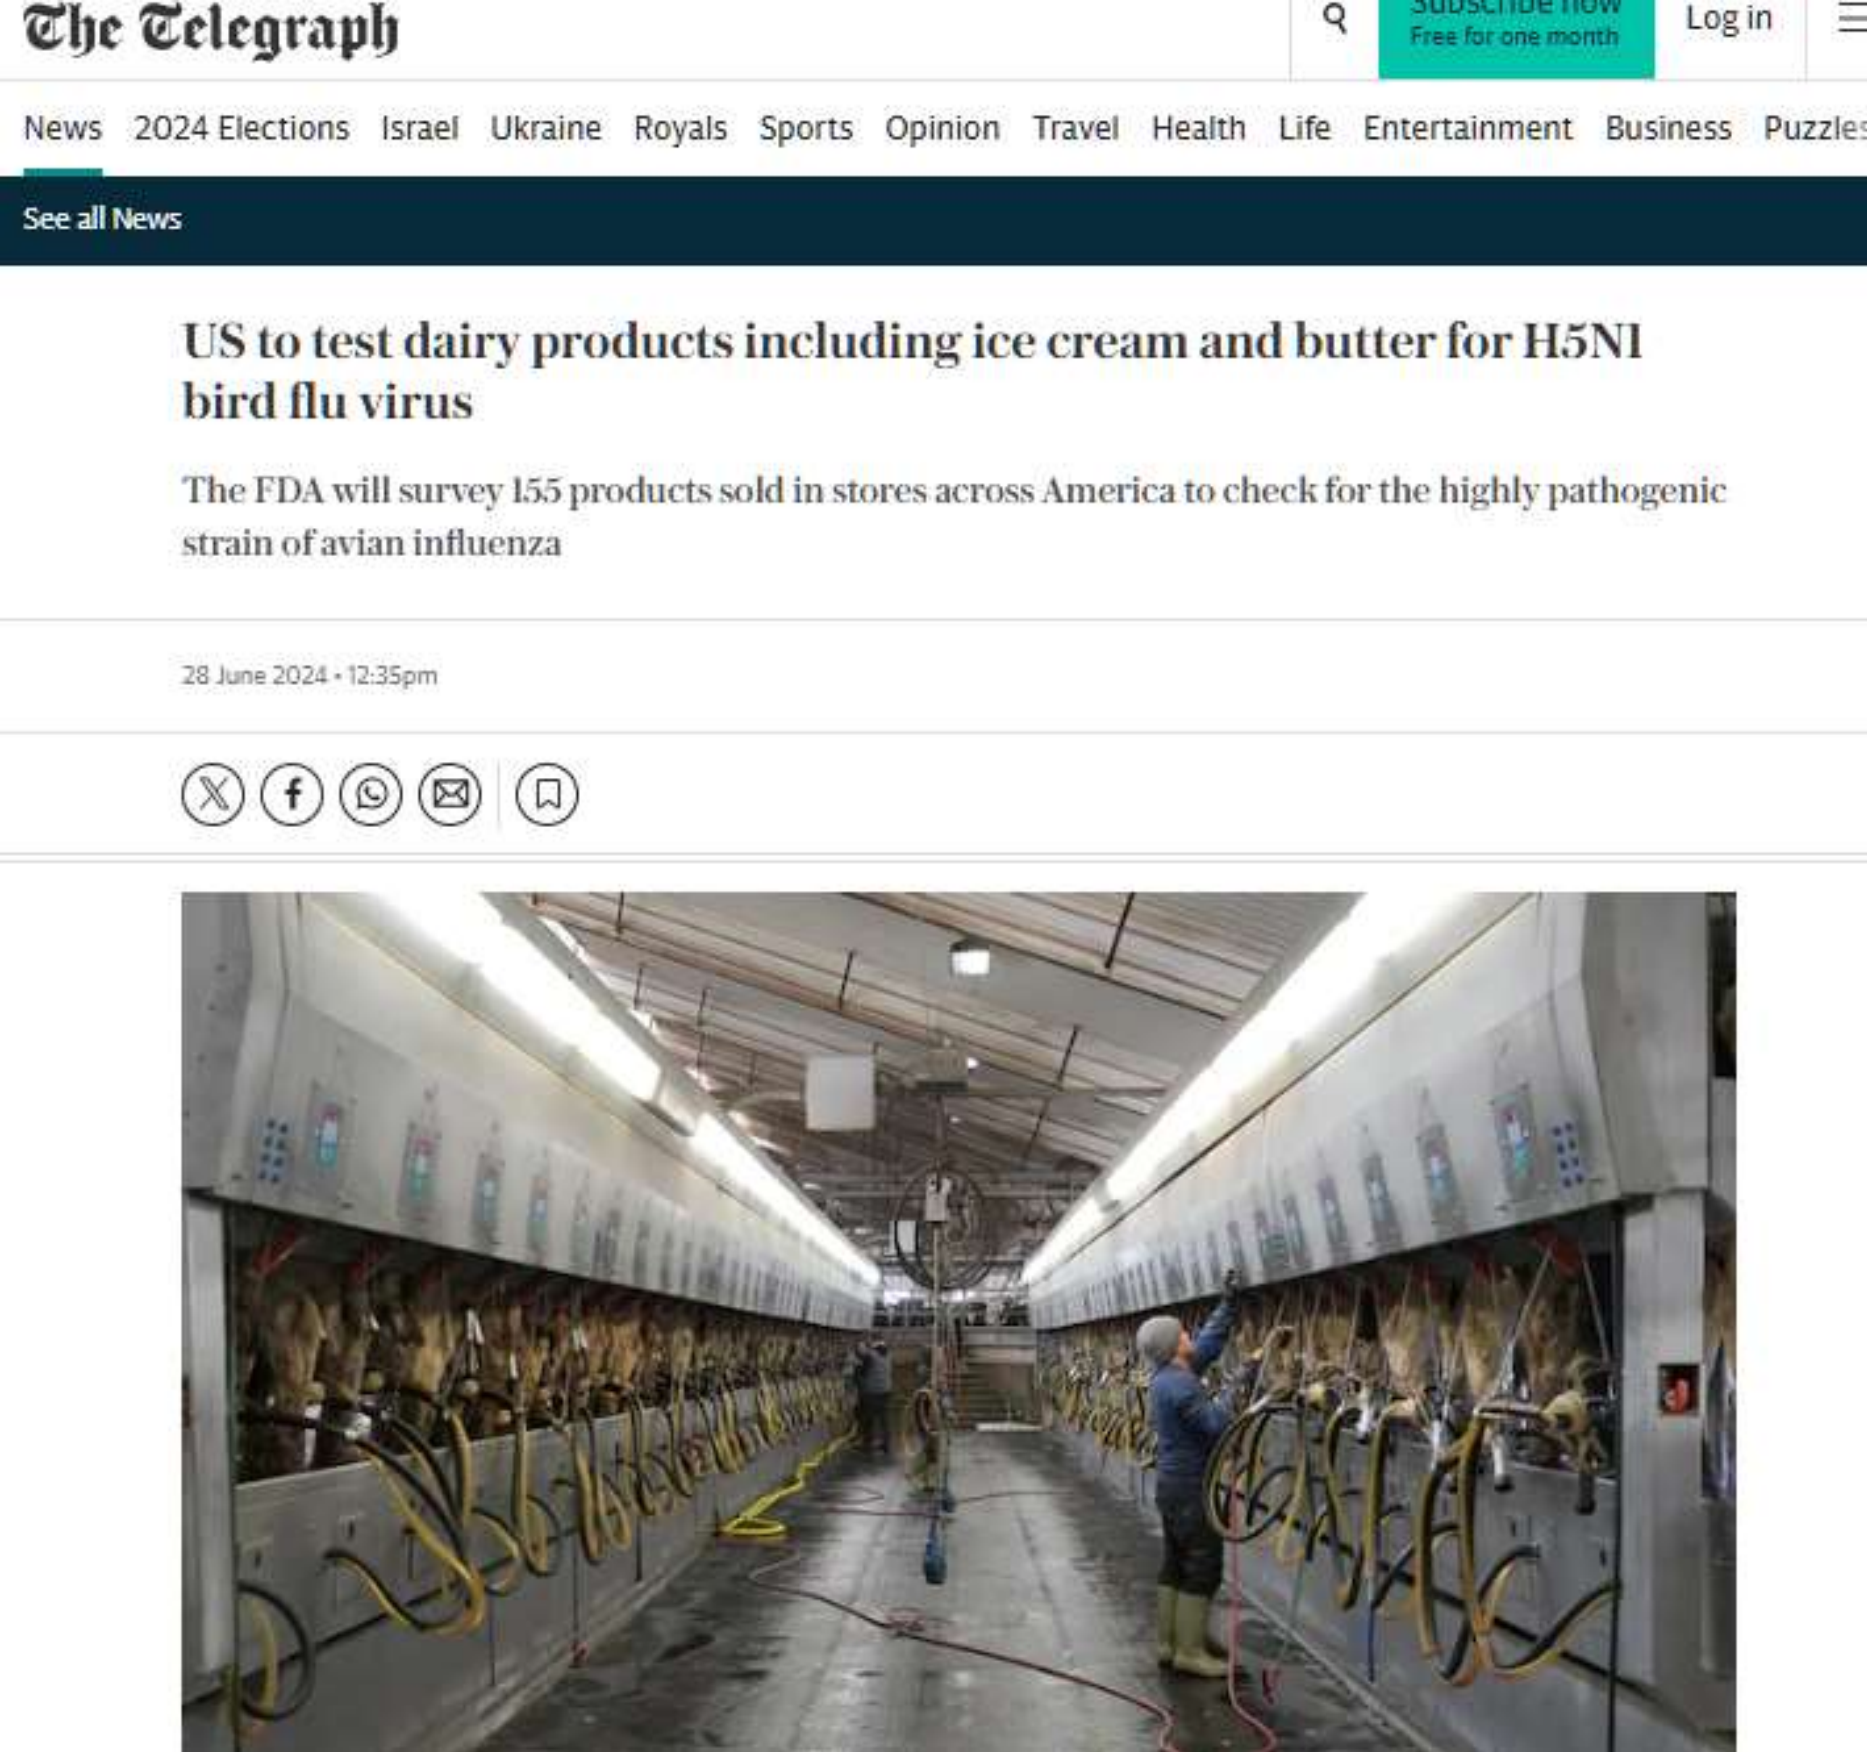 The Telegraph
Subscribe now
Free for one month
Log in
News 2024 Elections Israel Ukraine Royals Sports Opinion Travel Health Life Entertainment Business Puzzles
See all News
US to test dairy products including ice cream and butter for H5N1
bird flu virus
The FDA will survey 155 products sold in stores across America to check for the highly pathogenic
strain of avian influenza
28 June 2024 • 12:35pm